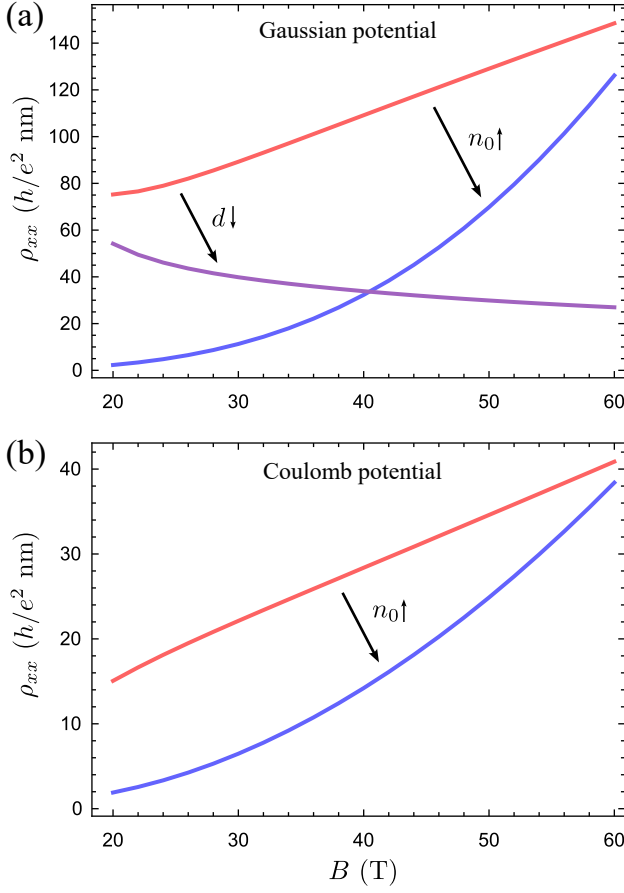 (a)
Gaussian potential
140
120
100
80
60
40
20
0
ρxx (h/e² nm)
n₀↑
d↓
20 30 40 50 60
(b)
Coulomb potential
40
30
20
10
0
ρxx (h/e² nm)
n₀↑
20 30 40 50 60
B (T)